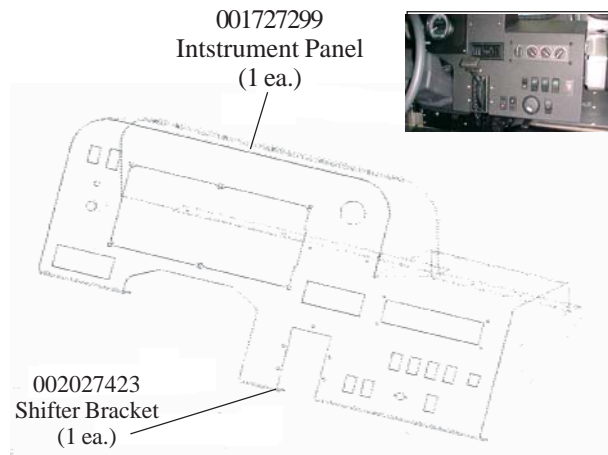 001727299
Intstrument Panel
(1 ea.)
002027423
Shifter Bracket
(1 ea.)